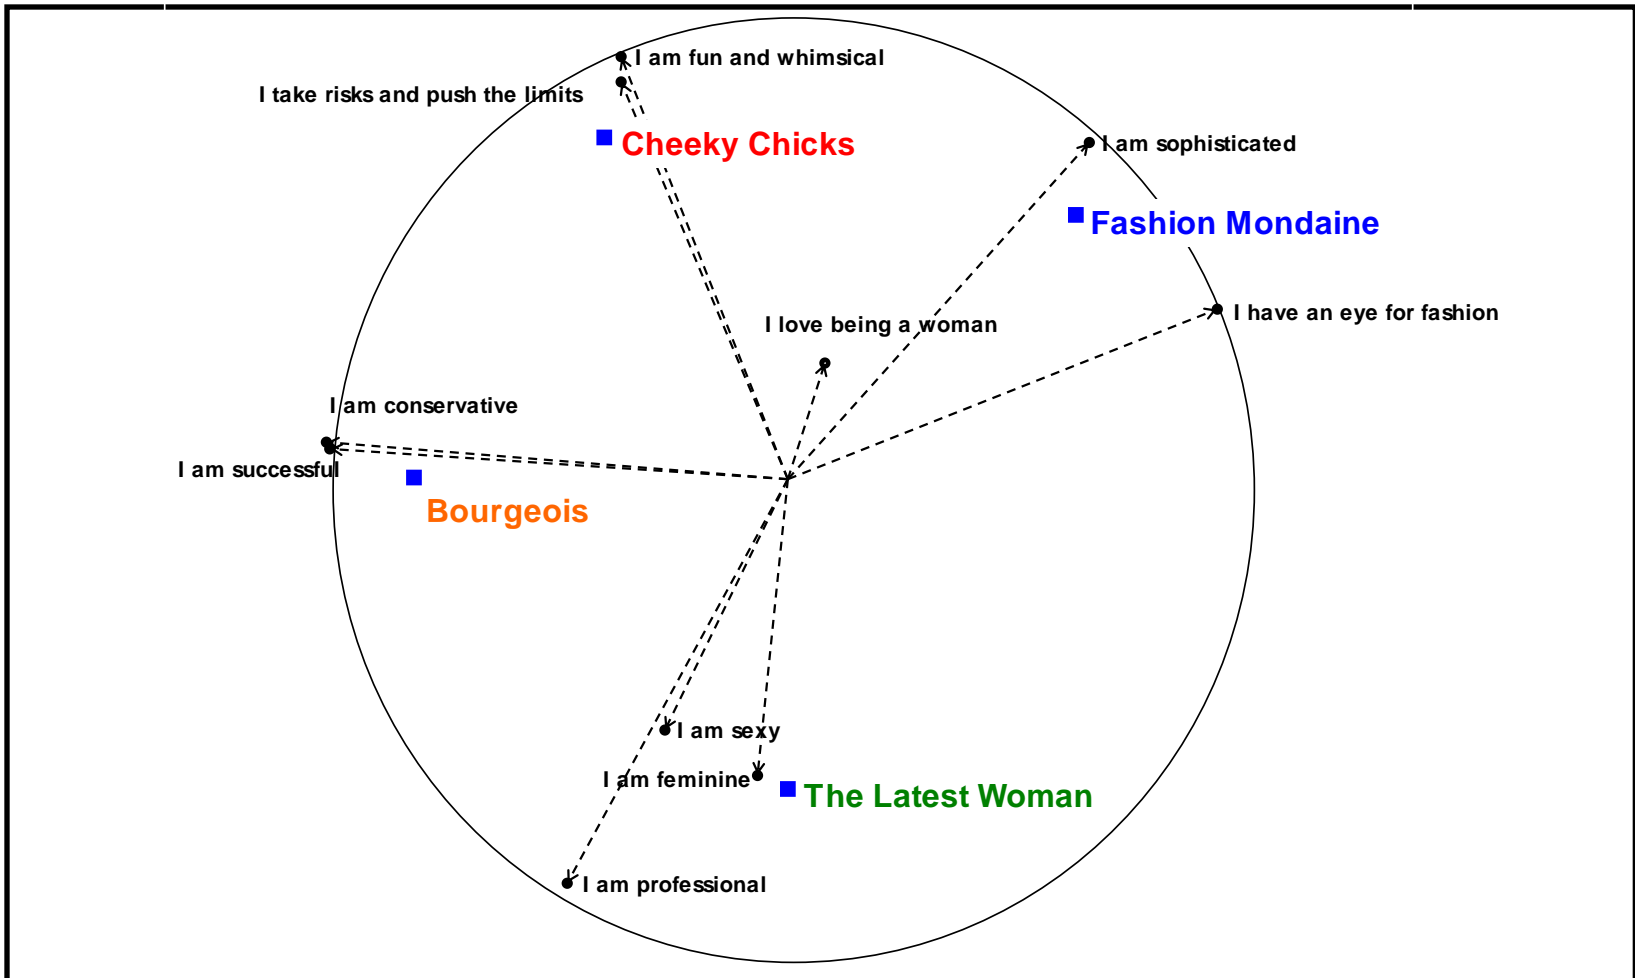 I am fun and whimsical
I take risks and push the limits
Cheeky Chicks
I am sophisticated
Fashion Mondaine
I have an eye for fashion
I love being a woman
I am conservative
I am successful
Bourgeois
I am sexy
I am feminine
The Latest Woman
I am professional